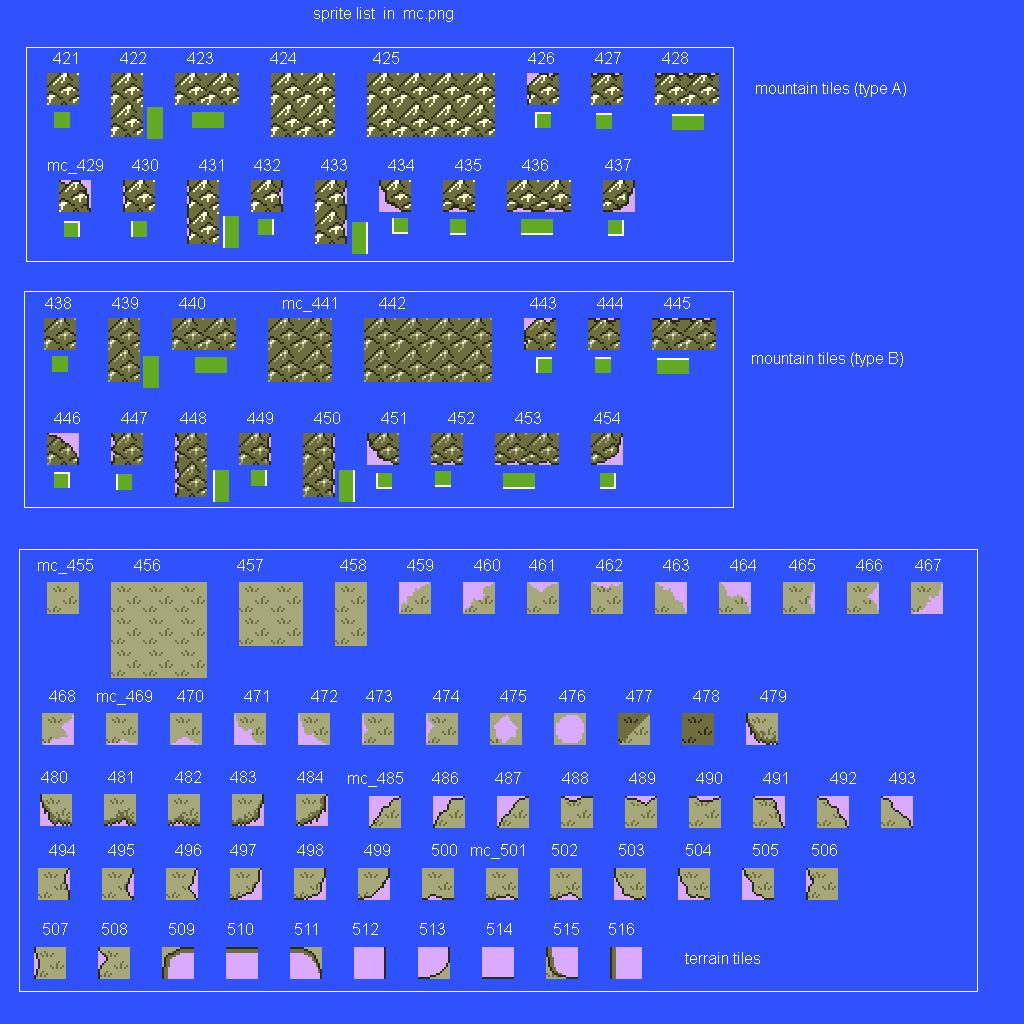 sprite list in mc.png
421 422 423 424 425 426 427 428
mountain tiles (type A)
mc_429 430 431 432 433 434 435 436 437
438 439 440 mc_441 442 443 444 445
mountain tiles (type B)
446 447 448 449 450 451 452 453 454
mc_455 456 457 458 459 460 461 462 463 464 465 466 467
468 mc_469 470 471 472 473 474 475 476 477 478 479
480 481 482 483 484 mc_485 486 487 488 489 490 491 492 493
494 495 496 497 498 499 500 mc_501 502 503 504 505 506
507 508 509 510 511 512 513 514 515 516
terrain tiles